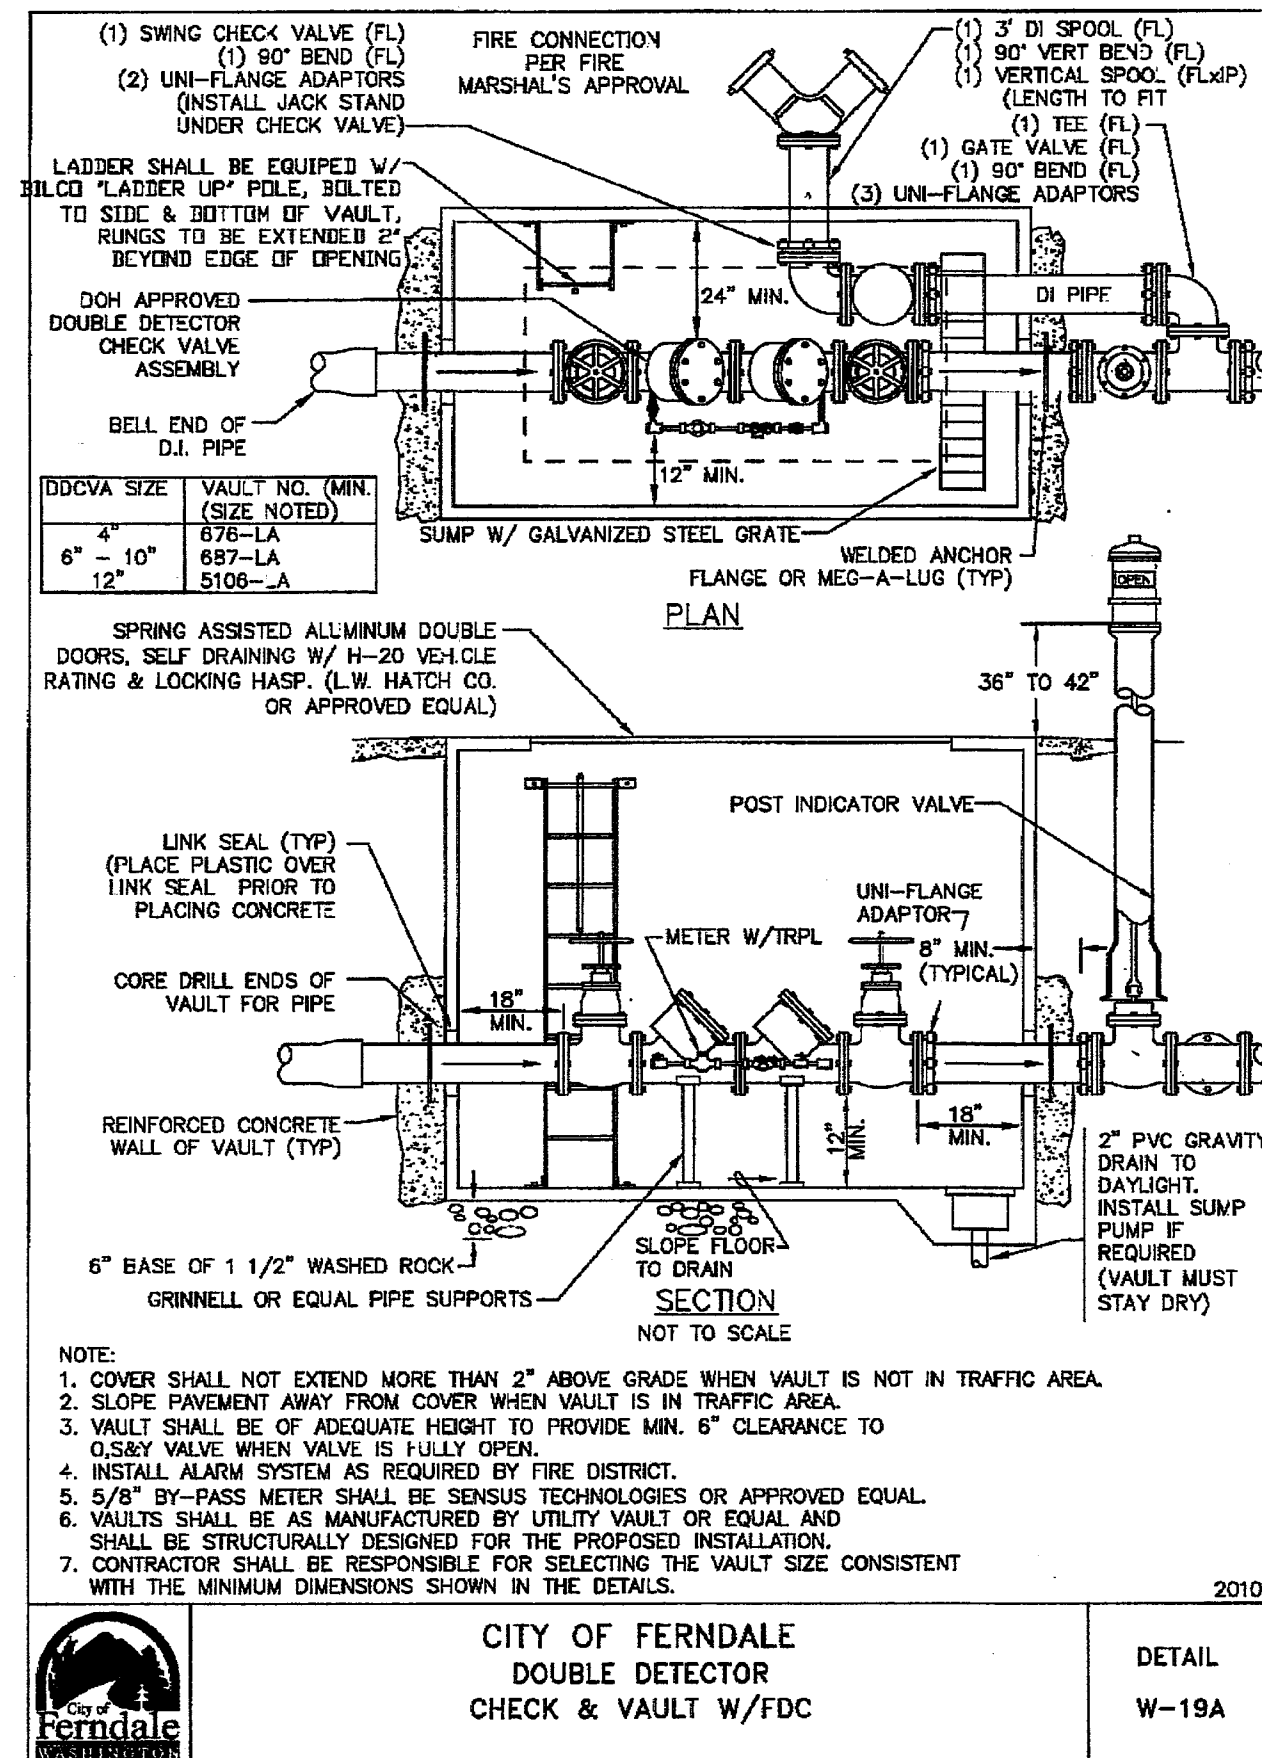 (1) SWING CHECK VALVE (FL)
(1) 90° BEND (FL)
(2) UNI-FLANGE ADAPTORS
(INSTALL JACK STAND
UNDER CHECK VALVE)
FIRE CONNECTION
PER FIRE
MARSHAL'S APPROVAL
(1) 3' DI SPOOL (FL)
(1) 90° VERT BEND (FL)
(1) VERTICAL SPOOL (FLxIP)
(LENGTH TO FIT
(1) TEE (FL)
(1) GATE VALVE (FL)
(1) 90° BEND (FL)
(3) UNI-FLANGE ADAPTORS
LADDER SHALL BE EQUIPED W/
BILCO "LADDER UP" POLE, BOLTED
TO SIDE & BOTTOM OF VAULT,
RUNGS TO BE EXTENDED 2"
BEYOND EDGE OF OPENING
24" MIN.
DI PIPE
DOH APPROVED
DOUBLE DETECTOR
CHECK VALVE
ASSEMBLY
BELL END OF
D.I. PIPE
12" MIN.
DDCVA SIZE
VAULT NO. (MIN.
(SIZE NOTED)
4" 676-LA
6" - 10" 687-LA
12" 5106-LA
SUMP W/ GALVANIZED STEEL GRATE
WELDED ANCHOR
FLANGE OR MEG-A-LUG (TYP)
OPEN
PLAN
SPRING ASSISTED ALUMINUM DOUBLE
DOORS, SELF DRAINING W/ H-20 VEHICLE
RATING & LOCKING HASP. (L.W. HATCH CO.
OR APPROVED EQUAL)
36" TO 42"
POST INDICATOR VALVE
LINK SEAL (TYP)
(PLACE PLASTIC OVER
LINK SEAL PRIOR TO
PLACING CONCRETE
UNI-FLANGE
ADAPTOR
METER W/TRPL
8" MIN.
(TYPICAL)
CORE DRILL ENDS OF
VAULT FOR PIPE
18"
MIN.
REINFORCED CONCRETE
WALL OF VAULT (TYP)
12"
MIN.
18"
MIN.
2" PVC GRAVITY
DRAIN TO
DAYLIGHT.
INSTALL SUMP
PUMP IF
REQUIRED
(VAULT MUST
STAY DRY)
6" BASE OF 1 1/2" WASHED ROCK
SLOPE FLOOR
TO DRAIN
GRINNELL OR EQUAL PIPE SUPPORTS
SECTION
NOT TO SCALE
NOTE:
1. COVER SHALL NOT EXTEND MORE THAN 2" ABOVE GRADE WHEN VAULT IS NOT IN TRAFFIC AREA.
2. SLOPE PAVEMENT AWAY FROM COVER WHEN VAULT IS IN TRAFFIC AREA.
3. VAULT SHALL BE OF ADEQUATE HEIGHT TO PROVIDE MIN. 6" CLEARANCE TO
O,S&Y VALVE WHEN VALVE IS FULLY OPEN.
4. INSTALL ALARM SYSTEM AS REQUIRED BY FIRE DISTRICT.
5. 5/8" BY-PASS METER SHALL BE SENSUS TECHNOLOGIES OR APPROVED EQUAL.
6. VAULTS SHALL BE AS MANUFACTURED BY UTILITY VAULT OR EQUAL AND
SHALL BE STRUCTURALLY DESIGNED FOR THE PROPOSED INSTALLATION.
7. CONTRACTOR SHALL BE RESPONSIBLE FOR SELECTING THE VAULT SIZE CONSISTENT
WITH THE MINIMUM DIMENSIONS SHOWN IN THE DETAILS.
2010
City of
Ferndale
WASHINGTON
CITY OF FERNDALE
DOUBLE DETECTOR
CHECK & VAULT W/FDC
DETAIL
W-19A